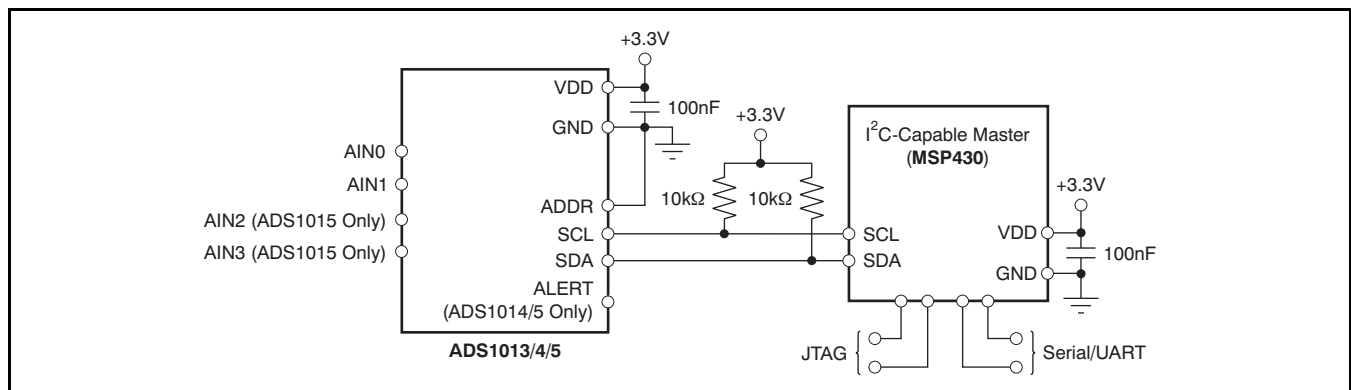 +3.3V
VDD
100nF
GND
+3.3V
I²C-Capable Master
(MSP430)
AIN0
AIN1
10kΩ
10kΩ
+3.3V
ADDR
AIN2 (ADS1015 Only)
SCL
SCL
VDD
AIN3 (ADS1015 Only)
SDA
SDA
100nF
GND
ALERT
(ADS1014/5 Only)
ADS1013/4/5
JTAG
Serial/UART